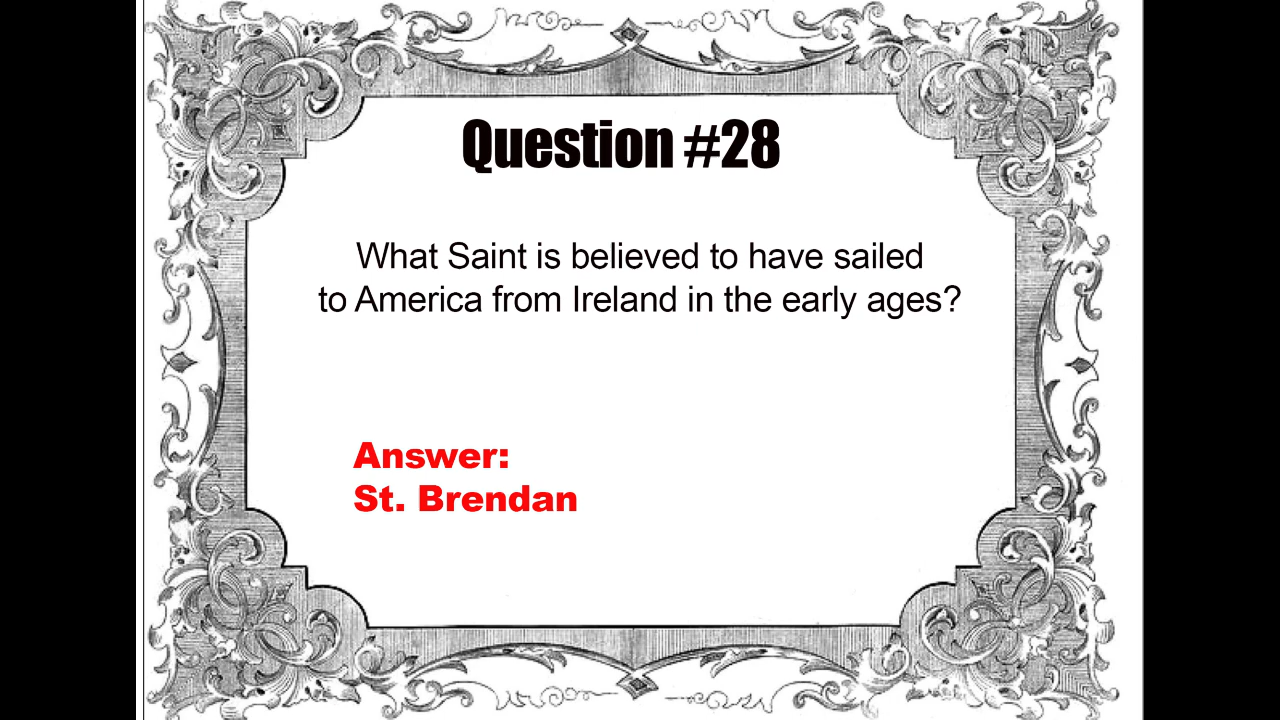 Question #28
What Saint is believed to have sailed
to America from Ireland in the early ages?
Answer:
St. Brendan